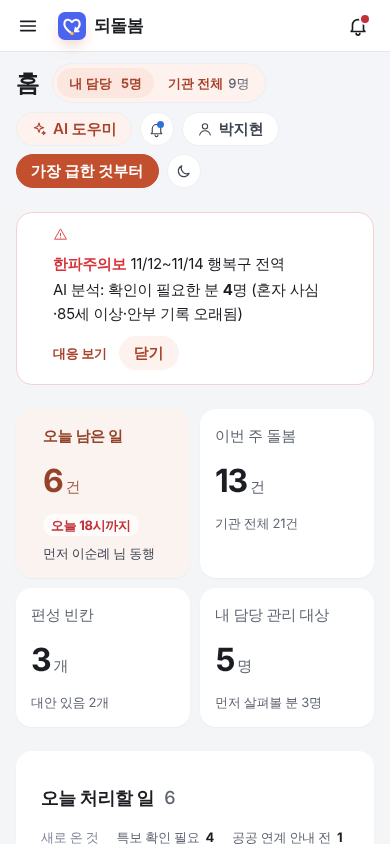 되돌봄
홈
내 담당 5명 기관 전체 9명
AI 도우미 박지현
가장 급한 것부터
한파주의보 11/12~11/14 행복구 전역
AI 분석: 확인이 필요한 분 4명 (혼자 사심
·85세 이상·안부 기록 오래됨)
대응 보기 닫기
오늘 남은 일
6건
오늘 18시까지
먼저 이순례 님 동행
이번 주 돌봄
13건
기관 전체 21건
편성 빈칸
3개
대안 있음 2개
내 담당 관리 대상
5명
먼저 살펴볼 분 3명
오늘 처리할 일 6
새로 온 것 특보 확인 필요 4 공공 연계 안내 전 1